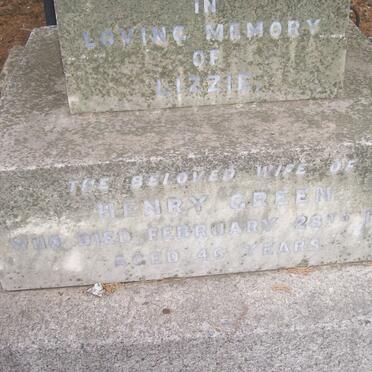 IN
LOVING MEMORY
OF
LIZZIE.
THE BELOVED WIFE OF
HENRY GREEN
WHO DIED FEBRUARY 28TH
AGED 46 YEARS